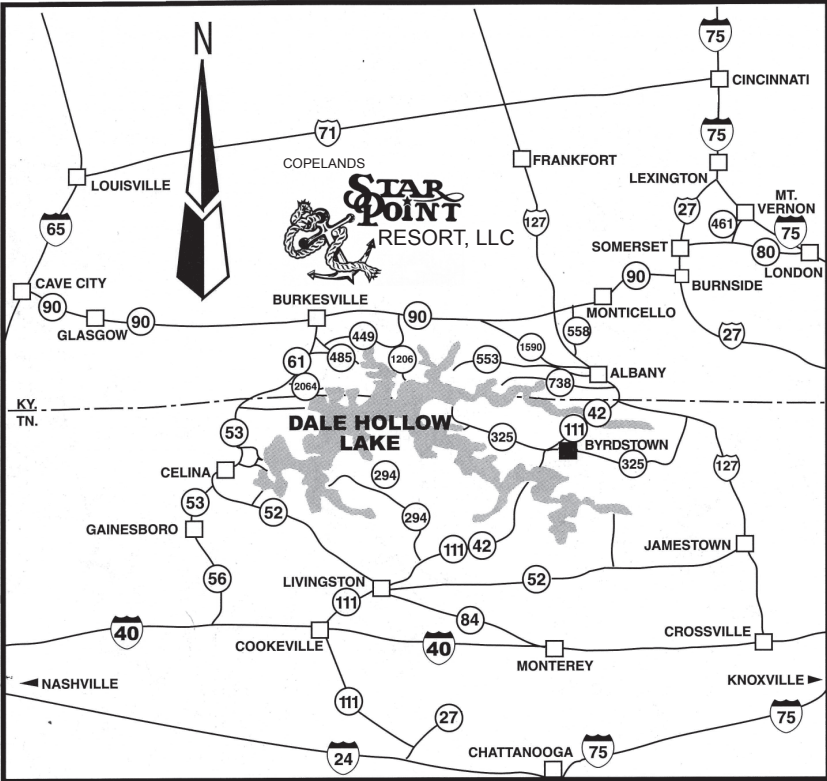 N
75
CINCINNATI
71
75
COPELANDS
STAR
POINT
RESORT, LLC
FRANKFORT
LEXINGTON
LOUISVILLE
MT.
VERNON
127
27
461
75
65
SOMERSET
80
LONDON
CAVE CITY
90
BURNSIDE
BURKESVILLE
MONTICELLO
90
90
90
GLASGOW
449
558
27
1590
61
485
1206
553
ALBANY
2064
738
KY.
TN.
42
DALE HOLLOW
LAKE
111
53
325
BYRDSTOWN
325
127
CELINA
294
53
52
294
GAINESBORO
111
42
JAMESTOWN
56
LIVINGSTON
52
111
84
40
CROSSVILLE
COOKEVILLE
40
MONTEREY
NASHVILLE
KNOXVILLE
111
27
75
24
CHATTANOOGA
75